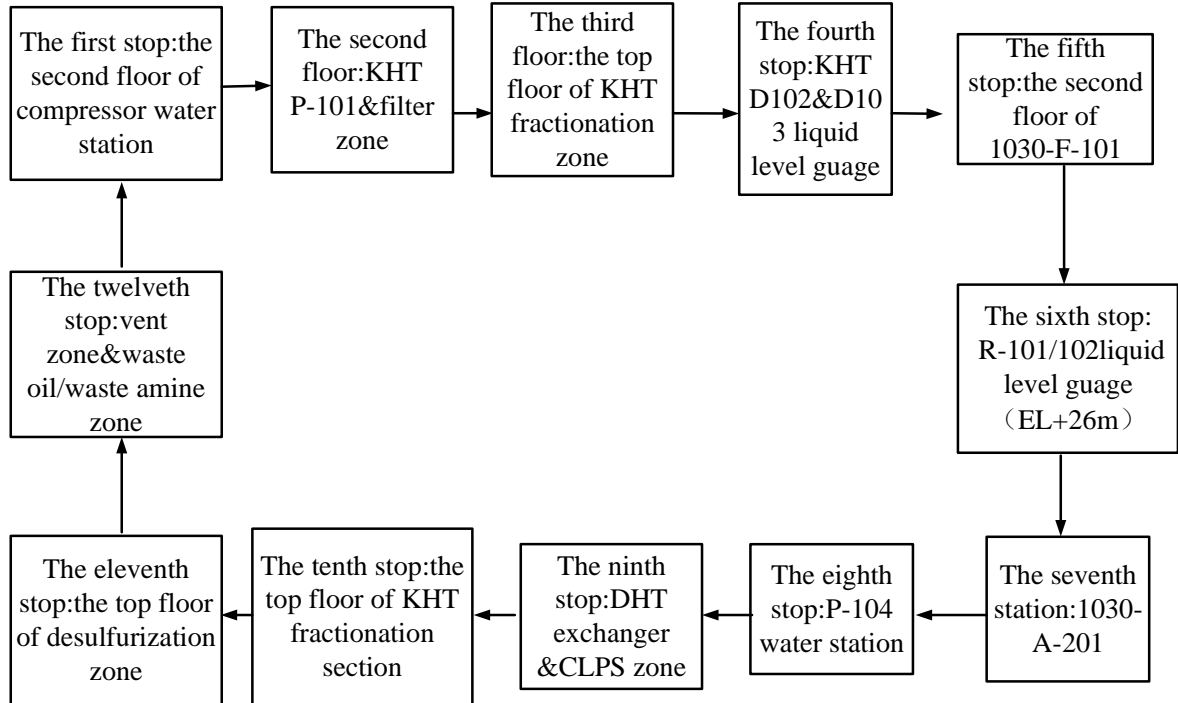 The first stop:the
second floor of
compressor water
station
The second
floor:KHT
P-101&filter
zone
The third
floor:the top
floor of KHT
fractionation
zone
The fourth
stop:KHT
D102&D10
3 liquid
level guage
The fifth
stop:the second
floor of
1030-F-101
The sixth stop:
R-101/102liquid
level guage
（EL+26m）
The seventh
station:1030-
A-201
The eighth
stop:P-104
water station
The ninth
stop:DHT
exchanger
&CLPS zone
The tenth stop:the
top floor of KHT
fractionation
section
The eleventh
stop:the top floor
of desulfurization
zone
The twelveth
stop:vent
zone&waste
oil/waste amine
zone